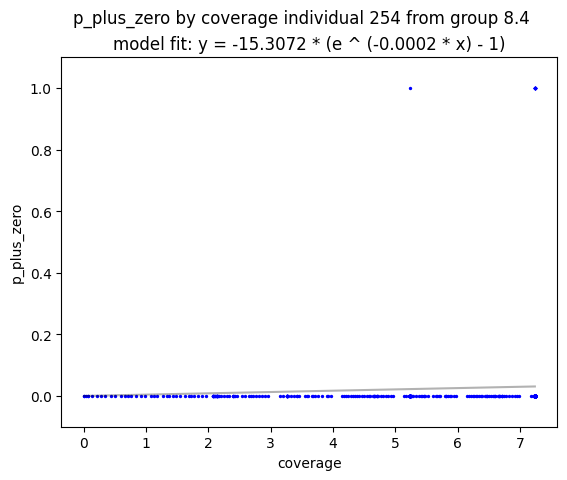 p_plus_zero by coverage individual 254 from group 8.4
model fit: y = -15.3072 * (e ^ (-0.0002 * x) - 1)
1.0
0.8
0.6
0.4
0.2
0.0
p_plus_zero
0 1 2 3 4 5 6 7
coverage